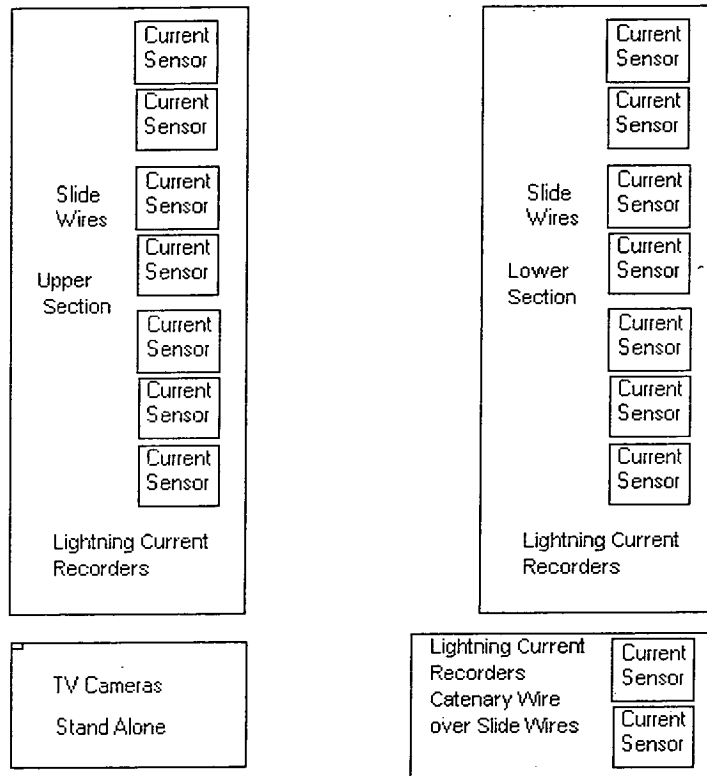 Current
Sensor
Current
Sensor
Slide
Wires
Current
Sensor
Upper
Section
Current
Sensor
Current
Sensor
Current
Sensor
Current
Sensor
Lightning Current
Recorders
Current
Sensor
Current
Sensor
Slide
Wires
Current
Sensor
Lower
Section
Current
Sensor
Current
Sensor
Current
Sensor
Current
Sensor
Lightning Current
Recorders
TV Cameras
Stand Alone
Lightning Current
Recorders
Catenary Wire
over Slide Wires
Current
Sensor
Current
Sensor